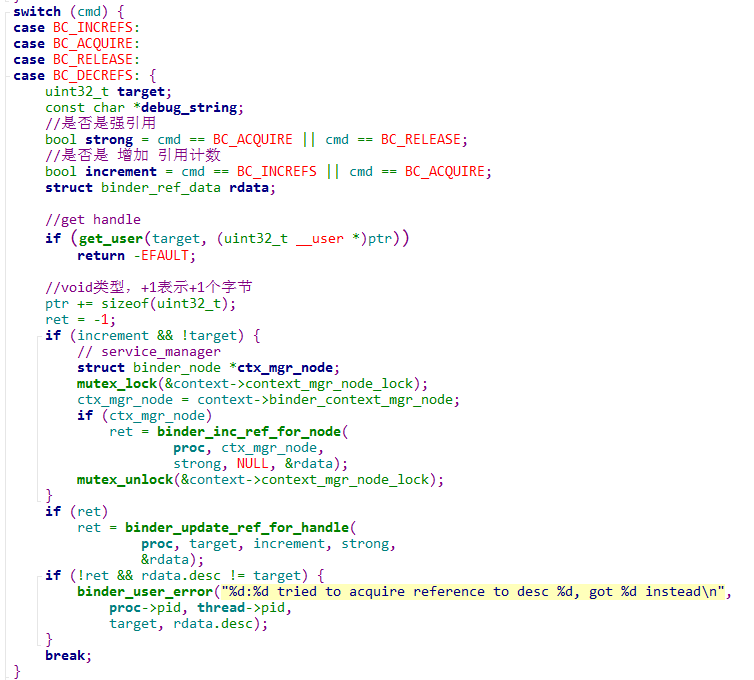 switch (cmd) {
case BC_INCREFS:
case BC_ACQUIRE:
case BC_RELEASE:
case BC_DECREFS: {
    uint32_t target;
    const char *debug_string;
    //是否是强引用
    bool strong = cmd == BC_ACQUIRE || cmd == BC_RELEASE;
    //是否是 增加 引用计数
    bool increment = cmd == BC_INCREFS || cmd == BC_ACQUIRE;
    struct binder_ref_data rdata;

    //get handle
    if (get_user(target, (uint32_t __user *)ptr))
        return -EFAULT;

    //void类型，+1表示+1个字节
    ptr += sizeof(uint32_t);
    ret = -1;
    if (increment && !target) {
        // service_manager
        struct binder_node *ctx_mgr_node;
        mutex_lock(&context->context_mgr_node_lock);
        ctx_mgr_node = context->binder_context_mgr_node;
        if (ctx_mgr_node)
            ret = binder_inc_ref_for_node(
                    proc, ctx_mgr_node,
                    strong, NULL, &rdata);
        mutex_unlock(&context->context_mgr_node_lock);
    }
    if (ret)
        ret = binder_update_ref_for_handle(
                proc, target, increment, strong,
                &rdata);
    if (!ret && rdata.desc != target) {
        binder_user_error("%d:%d tried to acquire reference to desc %d, got %d instead\n",
            proc->pid, thread->pid,
            target, rdata.desc);
    }
    break;
}